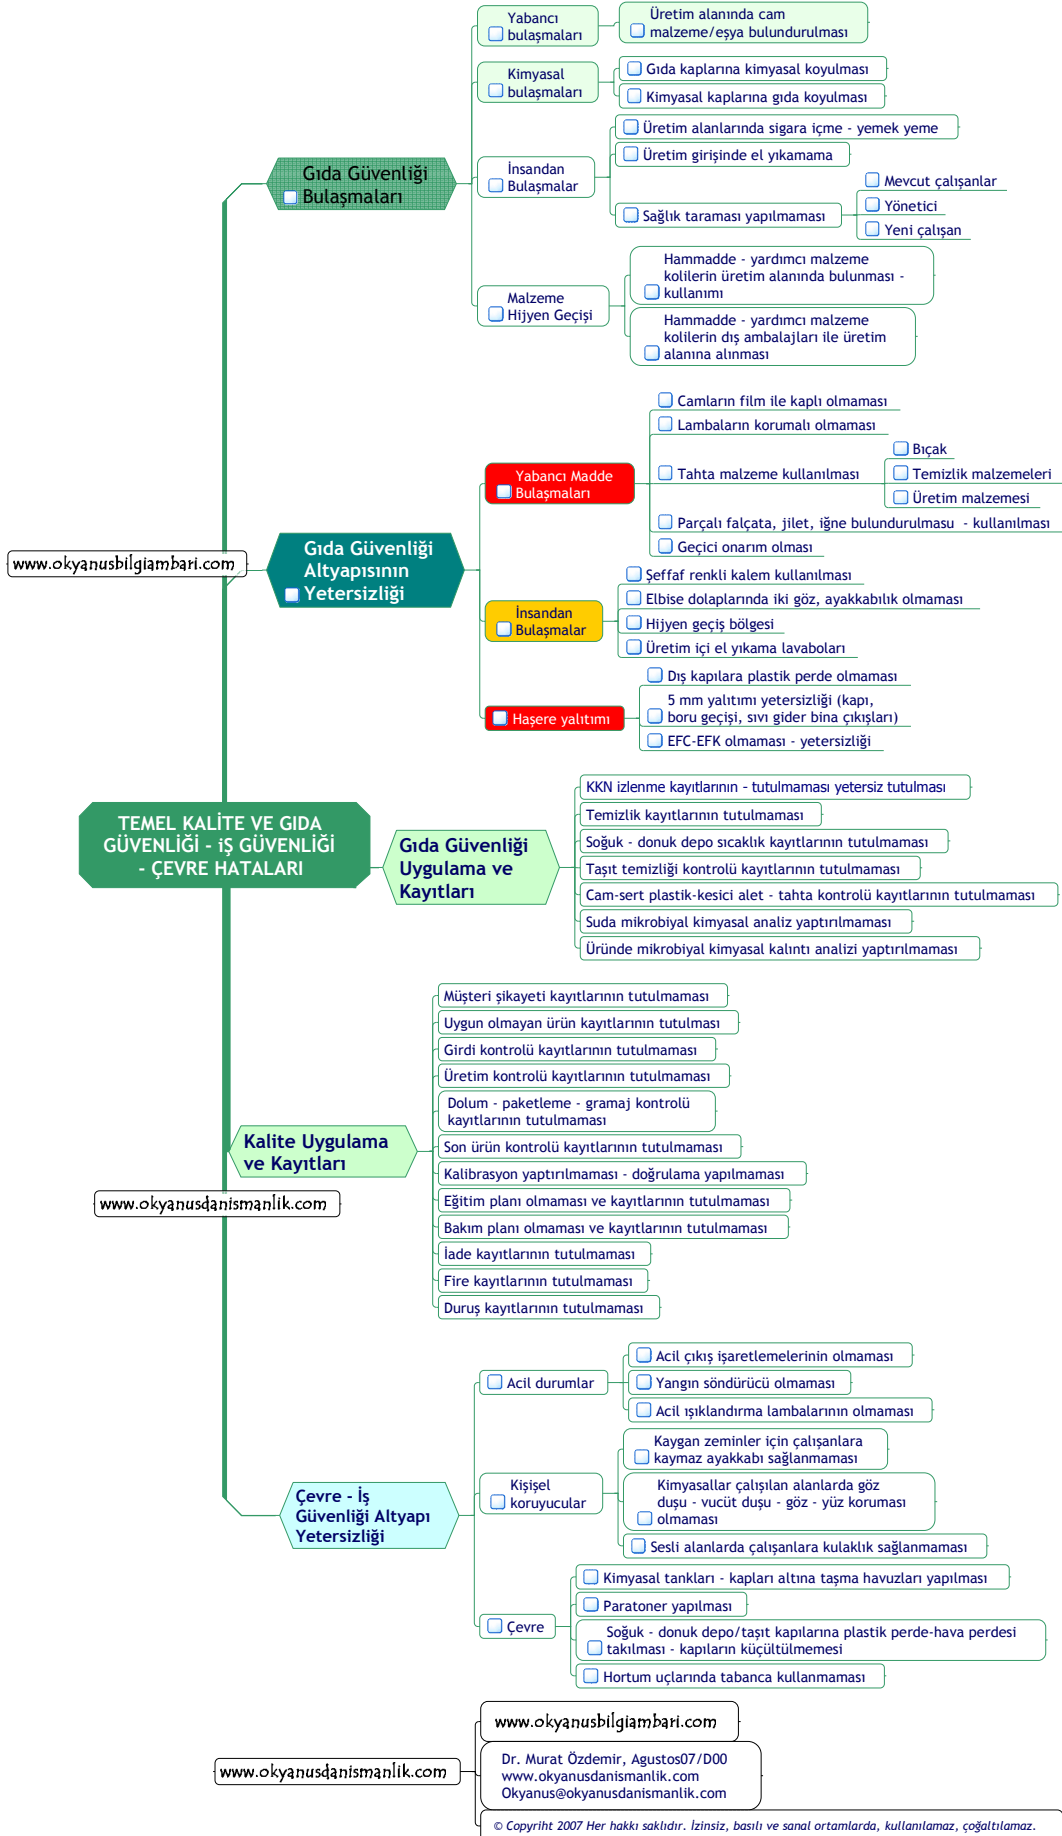 Yabancı
bulaşmaları
Üretim alanında cam
malzeme/eşya bulundurulması
Kimyasal
bulaşmaları
Gıda kaplarına kimyasal koyulması
Kimyasal kaplarına gıda koyulması
Gıda Güvenliği
Bulaşmaları
İnsandan
Bulaşmalar
Üretim alanlarında sigara içme - yemek yeme
Üretim girişinde el yıkamama
Sağlık taraması yapılmaması
Mevcut çalışanlar
Yönetici
Yeni çalışan
Malzeme
Hijyen Geçişi
Hammadde - yardımcı malzeme
kolilerin üretim alanında bulunması -
kullanımı
Hammadde - yardımcı malzeme
kolilerin dış ambalajları ile üretim
alanına alınması
www.okyanusbilgiambari.com
Gıda Güvenliği
Altyapısının
Yetersizliği
Yabancı Madde
Bulaşmaları
Camların film ile kaplı olmaması
Lambaların korumalı olmaması
Tahta malzeme kullanılması
Bıçak
Temizlik malzemeleri
Üretim malzemesi
Parçalı falçata, jilet, iğne bulundurulmasu - kullanılması
Geçici onarım olması
İnsandan
Bulaşmalar
Şeffaf renkli kalem kullanılması
Elbise dolaplarında iki göz, ayakkabılık olmaması
Hijyen geçiş bölgesi
Üretim içi el yıkama lavaboları
Haşere yalıtımı
Dış kapılara plastik perde olmaması
5 mm yalıtımı yetersizliği (kapı,
boru geçişi, sıvı gider bina çıkışları)
EFC-EFK olmaması - yetersizliği
TEMEL KALİTE VE GIDA
GÜVENLİĞİ - iŞ GÜVENLİĞİ
- ÇEVRE HATALARI
Gıda Güvenliği
Uygulama ve
Kayıtları
KKN izlenme kayıtlarının - tutulmaması yetersiz tutulması
Temizlik kayıtlarının tutulmaması
Soğuk - donuk depo sıcaklık kayıtlarının tutulmaması
Taşıt temizliği kontrolü kayıtlarının tutulmaması
Cam-sert plastik-kesici alet - tahta kontrolü kayıtlarının tutulmaması
Suda mikrobiyal kimyasal analiz yaptırılmaması
Üründe mikrobiyal kimyasal kalıntı analizi yaptırılmaması
Kalite Uygulama
ve Kayıtları
Müşteri şikayeti kayıtlarının tutulmaması
Uygun olmayan ürün kayıtlarının tutulması
Girdi kontrolü kayıtlarının tutulmaması
Üretim kontrolü kayıtlarının tutulmaması
Dolum - paketleme - gramaj kontrolü
kayıtlarının tutulmaması
Son ürün kontrolü kayıtlarının tutulmaması
Kalibrasyon yaptırılmaması - doğrulama yapılmaması
Eğitim planı olmaması ve kayıtlarının tutulmaması
Bakım planı olmaması ve kayıtlarının tutulmaması
İade kayıtlarının tutulmaması
Fire kayıtlarının tutulmaması
Duruş kayıtlarının tutulmaması
www.okyanusdanismanlik.com
Çevre - İş
Güvenliği Altyapı
Yetersizliği
Acil durumlar
Acil çıkış işaretlemelerinin olmaması
Yangın söndürücü olmaması
Acil ışıklandırma lambalarının olmaması
Kişisel
koruyucular
Kaygan zeminler için çalışanlara
kaymaz ayakkabı sağlanmaması
Kimyasallar çalışılan alanlarda göz
duşu - vucüt duşu - göz - yüz koruması
olmaması
Sesli alanlarda çalışanlara kulaklık sağlanmaması
Çevre
Kimyasal tankları - kapları altına taşma havuzları yapılması
Paratoner yapılması
Soğuk - donuk depo/taşıt kapılarına plastik perde-hava perdesi
takılması - kapıların küçültülmemesi
Hortum uçlarında tabanca kullanmaması
www.okyanusdanismanlik.com
www.okyanusbilgiambari.com
Dr. Murat Özdemir, Agustos07/D00
www.okyanusdanismanlik.com
Okyanus@okyanusdanismanlik.com
© Copyriht 2007 Her hakkı saklıdır. İzinsiz, basılı ve sanal ortamlarda, kullanılamaz, çoğaltılamaz.